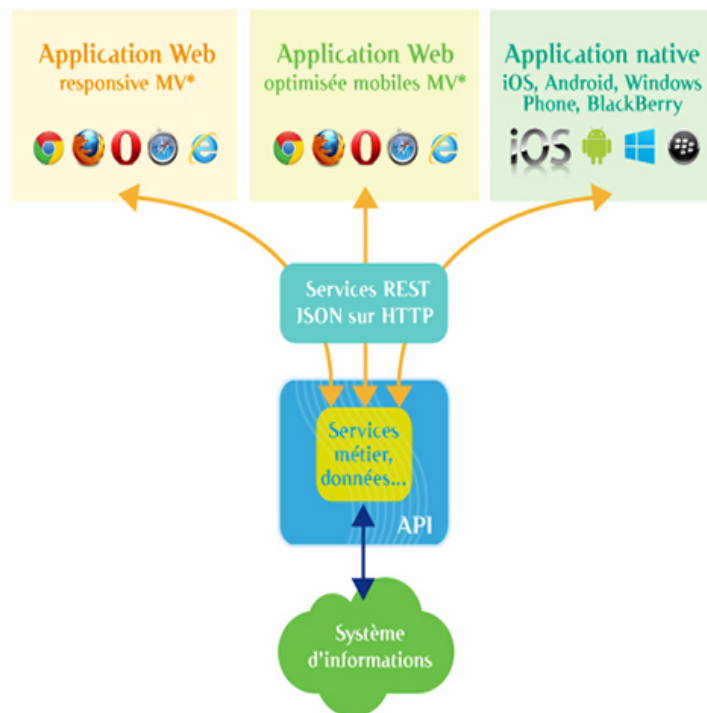 Application Web
responsive MV*
Application Web
optimisée mobiles MV*
Application native
iOS, Android, Windows
Phone, BlackBerry
iOS
Services REST
JSON sur HTTP
Services
métier,
données...
API
Système
d'informations